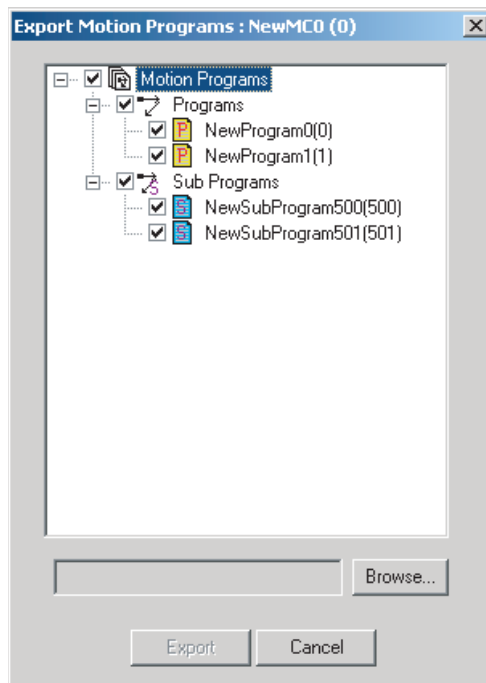 Export Motion Programs : NewMC0 (0)
Motion Programs
Programs
P NewProgram0(0)
P NewProgram1(1)
S Sub Programs
S NewSubProgram500(500)
S NewSubProgram501(501)
Browse...
Export Cancel